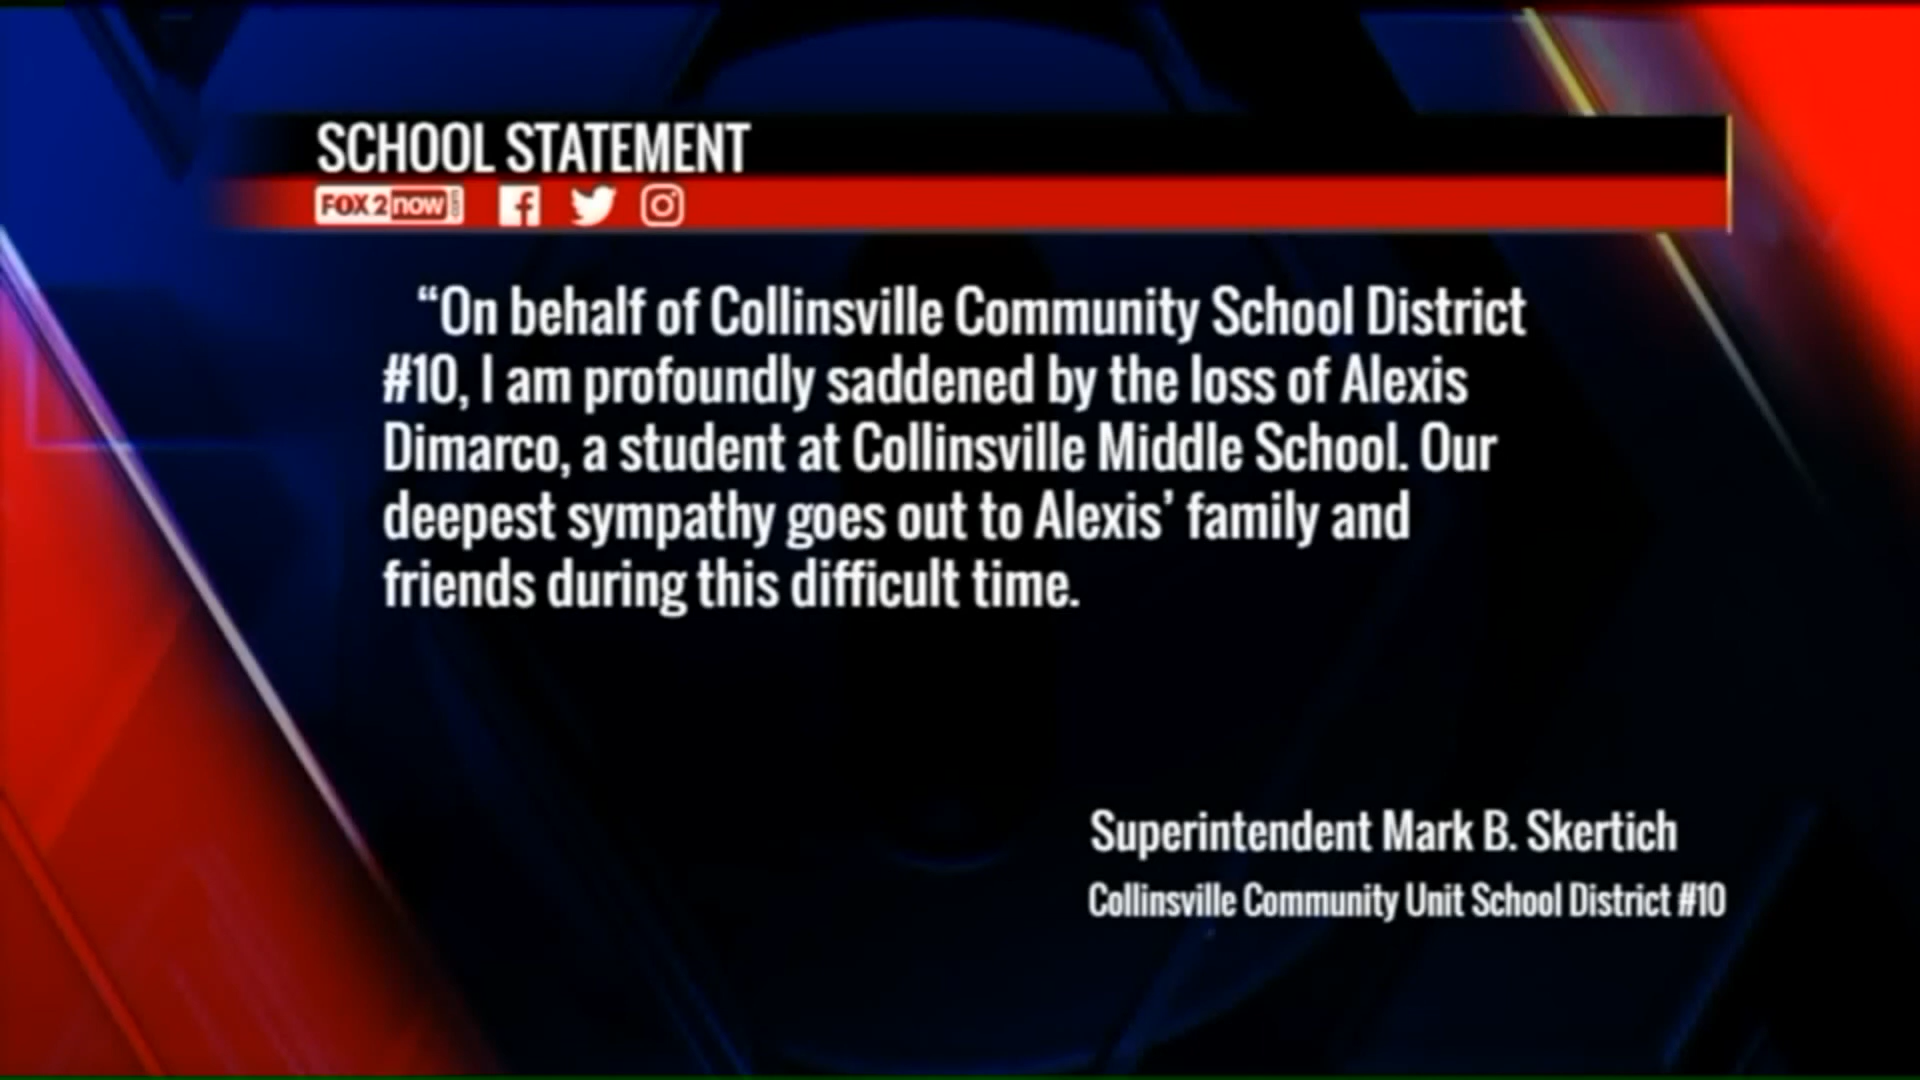 SCHOOL STATEMENT
FOX 2 now .com
“On behalf of Collinsville Community School District
#10, I am profoundly saddened by the loss of Alexis
Dimarco, a student at Collinsville Middle School. Our
deepest sympathy goes out to Alexis’ family and
friends during this difficult time.
Superintendent Mark B. Skertich
Collinsville Community Unit School District #10